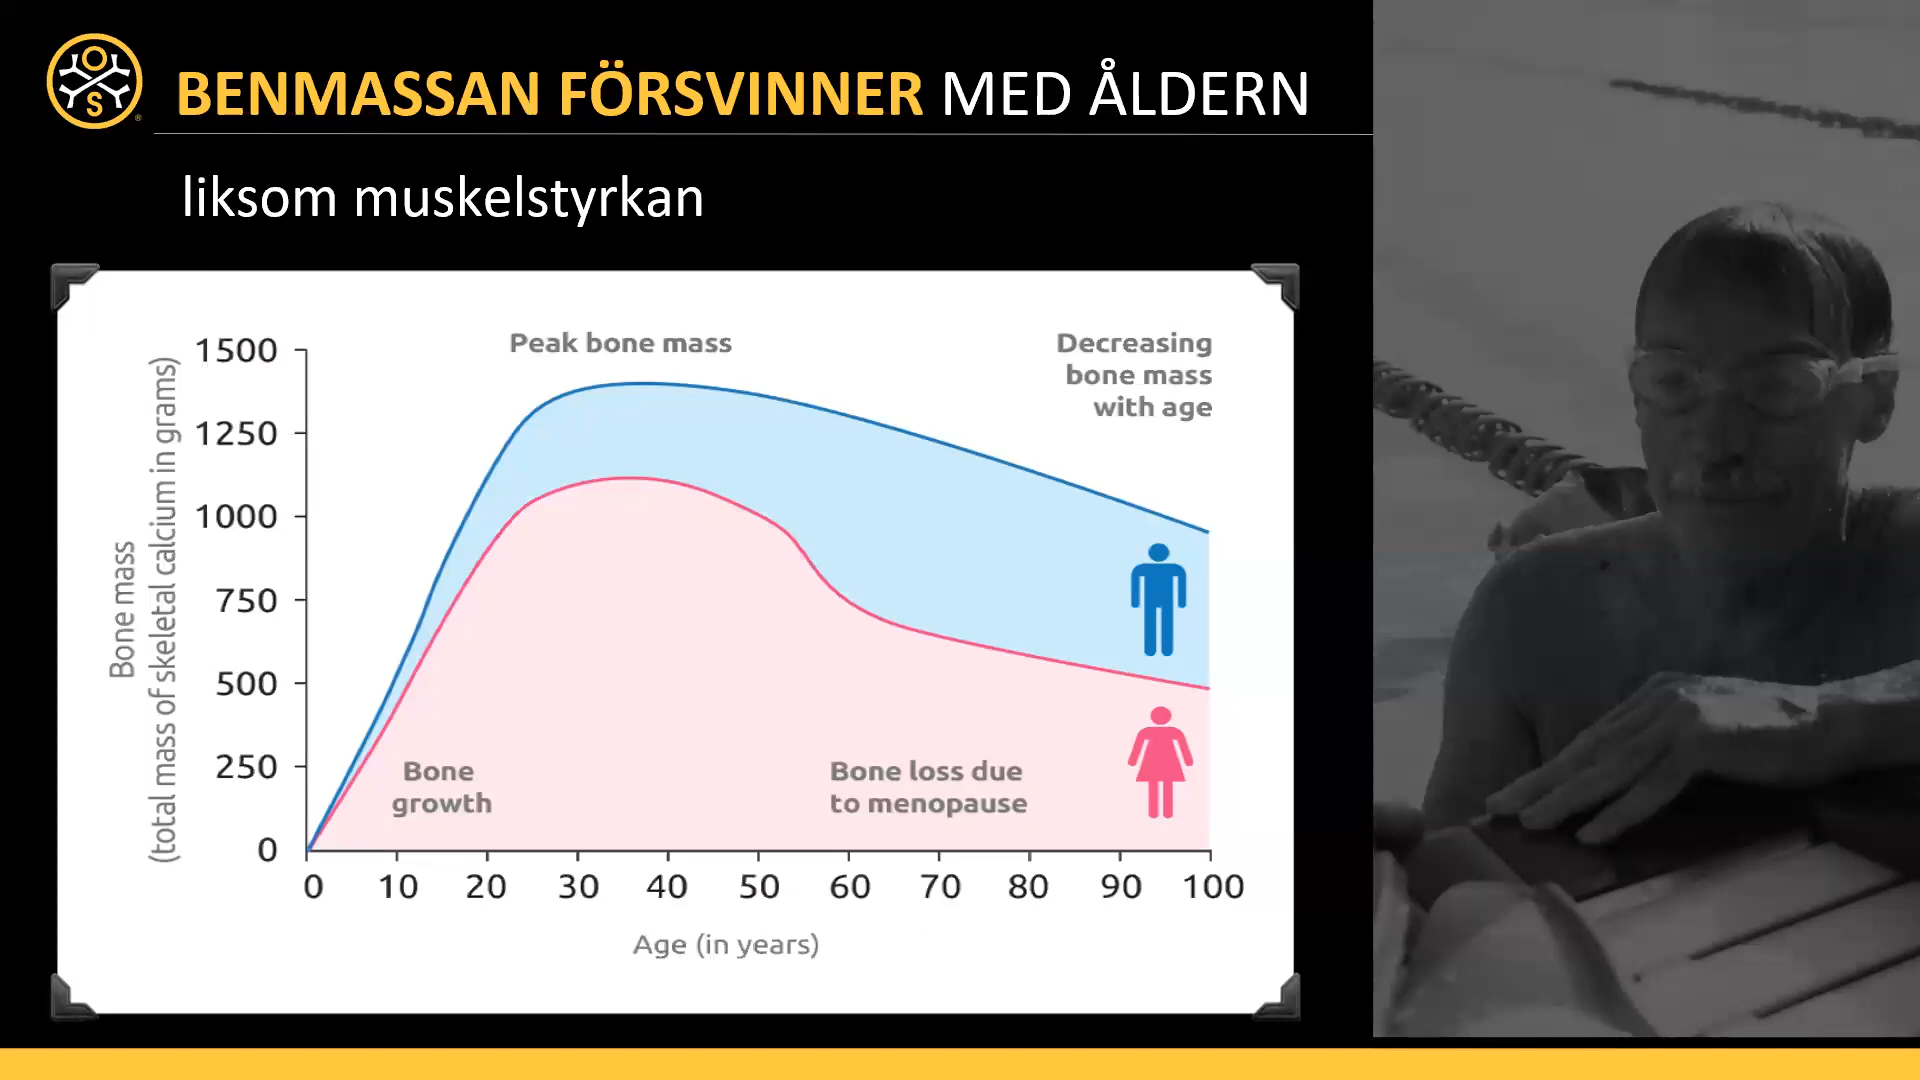 BENMASSAN FÖRSVINNER MED ÅLDERN
liksom muskelstyrkan
Peak bone mass
Decreasing
bone mass
with age
Bone mass
(total mass of skeletal calcium in grams)
1500
1250
1000
750
500
250
0
Bone
growth
Bone loss due
to menopause
0 10 20 30 40 50 60 70 80 90 100
Age (in years)
O
S
®